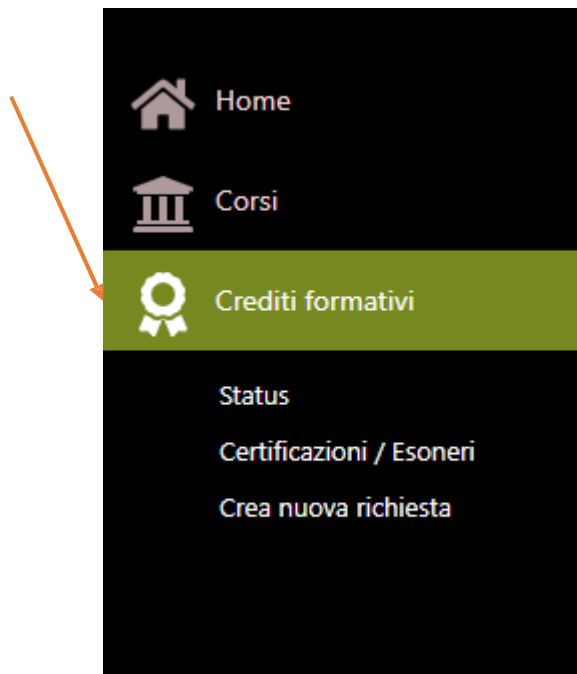 Home
Corsi
Crediti formativi
Status
Certificazioni / Esoneri
Crea nuova richiesta